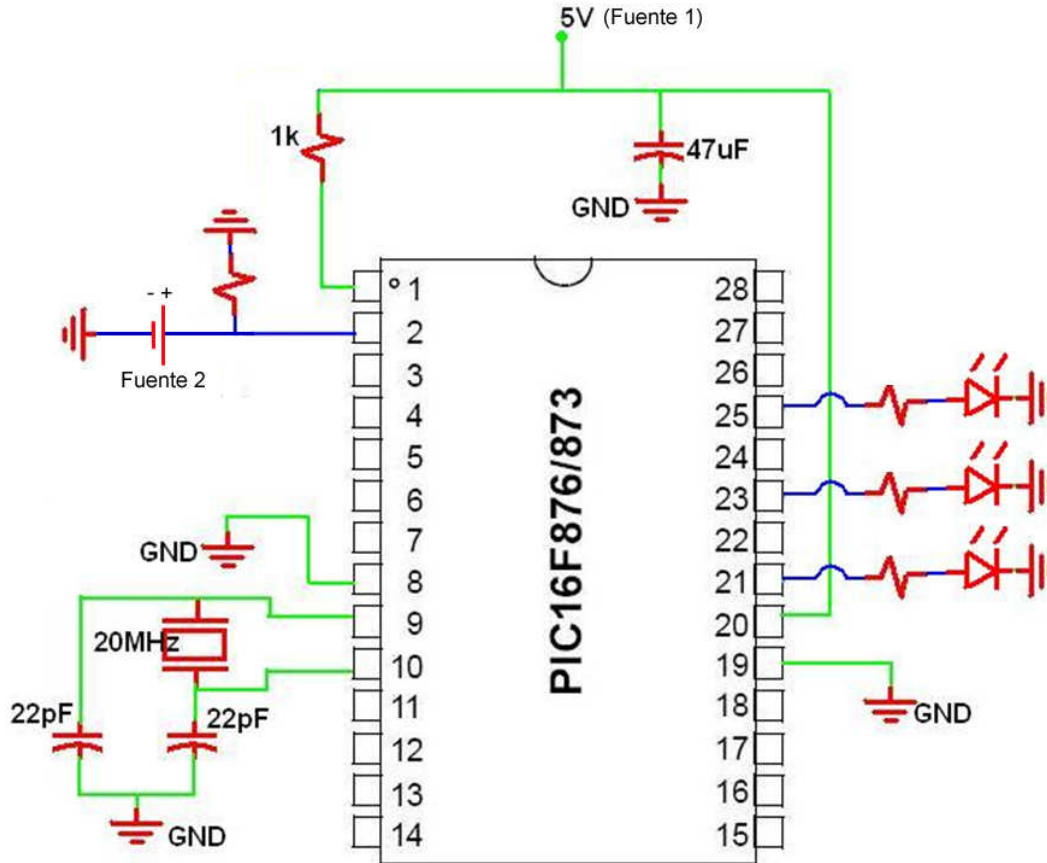 5V (Fuente 1)
1k
47uF
GND
- +
Fuente 2
1
2
3
4
5
6
7
8
9
10
11
12
13
14
28
27
26
25
24
23
22
21
20
19
18
17
16
15
PIC16F876/873
GND
20MHz
22pF
22pF
GND
GND